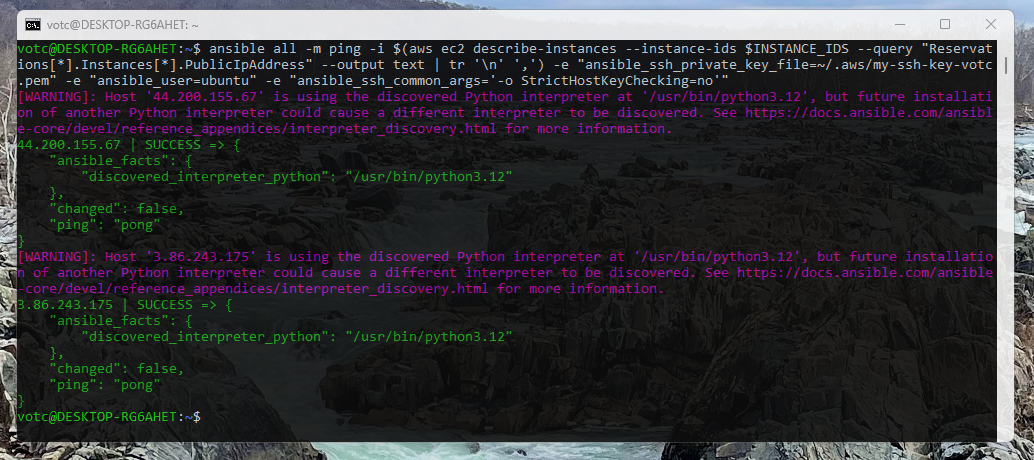 votc@DESKTOP-RG6AHET: ~
votc@DESKTOP-RG6AHET:~$ ansible all -m ping -i $(aws ec2 describe-instances --instance-ids $INSTANCE_IDS --query "Reservat
ions[*].Instances[*].PublicIpAddress" --output text | tr '\n' ',') -e "ansible_ssh_private_key_file=~/.aws/my-ssh-key-votc
.pem" -e "ansible_user=ubuntu" -e "ansible_ssh_common_args='-o StrictHostKeyChecking=no'"
[WARNING]: Host '44.200.155.67' is using the discovered Python interpreter at '/usr/bin/python3.12', but future installati
on of another Python interpreter could cause a different interpreter to be discovered. See https://docs.ansible.com/ansibl
e-core/devel/reference_appendices/interpreter_discovery.html for more information.
44.200.155.67 | SUCCESS => {
    "ansible_facts": {
        "discovered_interpreter_python": "/usr/bin/python3.12"
    },
    "changed": false,
    "ping": "pong"
}
[WARNING]: Host '3.86.243.175' is using the discovered Python interpreter at '/usr/bin/python3.12', but future installatio
n of another Python interpreter could cause a different interpreter to be discovered. See https://docs.ansible.com/ansible
-core/devel/reference_appendices/interpreter_discovery.html for more information.
3.86.243.175 | SUCCESS => {
    "ansible_facts": {
        "discovered_interpreter_python": "/usr/bin/python3.12"
    },
    "changed": false,
    "ping": "pong"
}
votc@DESKTOP-RG6AHET:~$